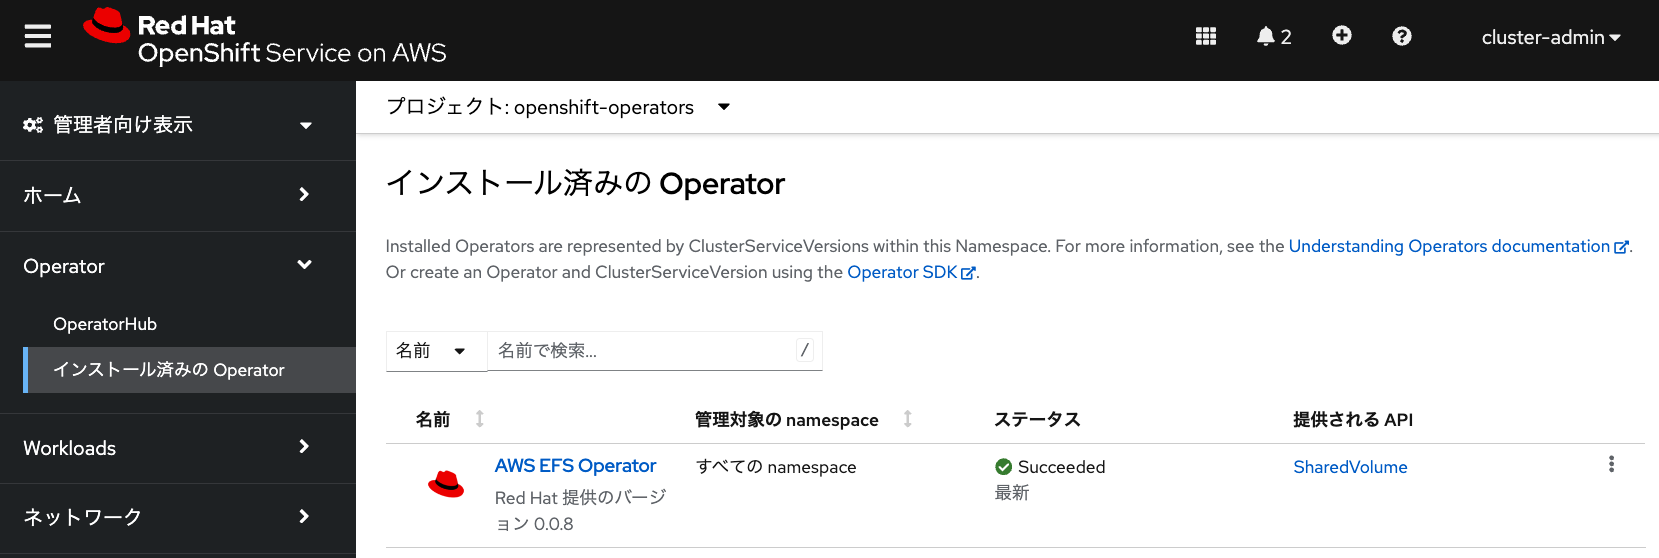 Red Hat
OpenShift Service on AWS
2
cluster-admin
管理者向け表示
ホーム
Operator
OperatorHub
インストール済みの Operator
Workloads
ネットワーク
プロジェクト: openshift-operators
インストール済みの Operator
Installed Operators are represented by ClusterServiceVersions within this Namespace. For more information, see the Understanding Operators documentation.
Or create an Operator and ClusterServiceVersion using the Operator SDK.
名前 名前で検索... /
名前 管理対象の namespace ステータス 提供される API
AWS EFS Operator すべての namespace Succeeded SharedVolume
Red Hat 提供のバージ 最新
ョン 0.0.8